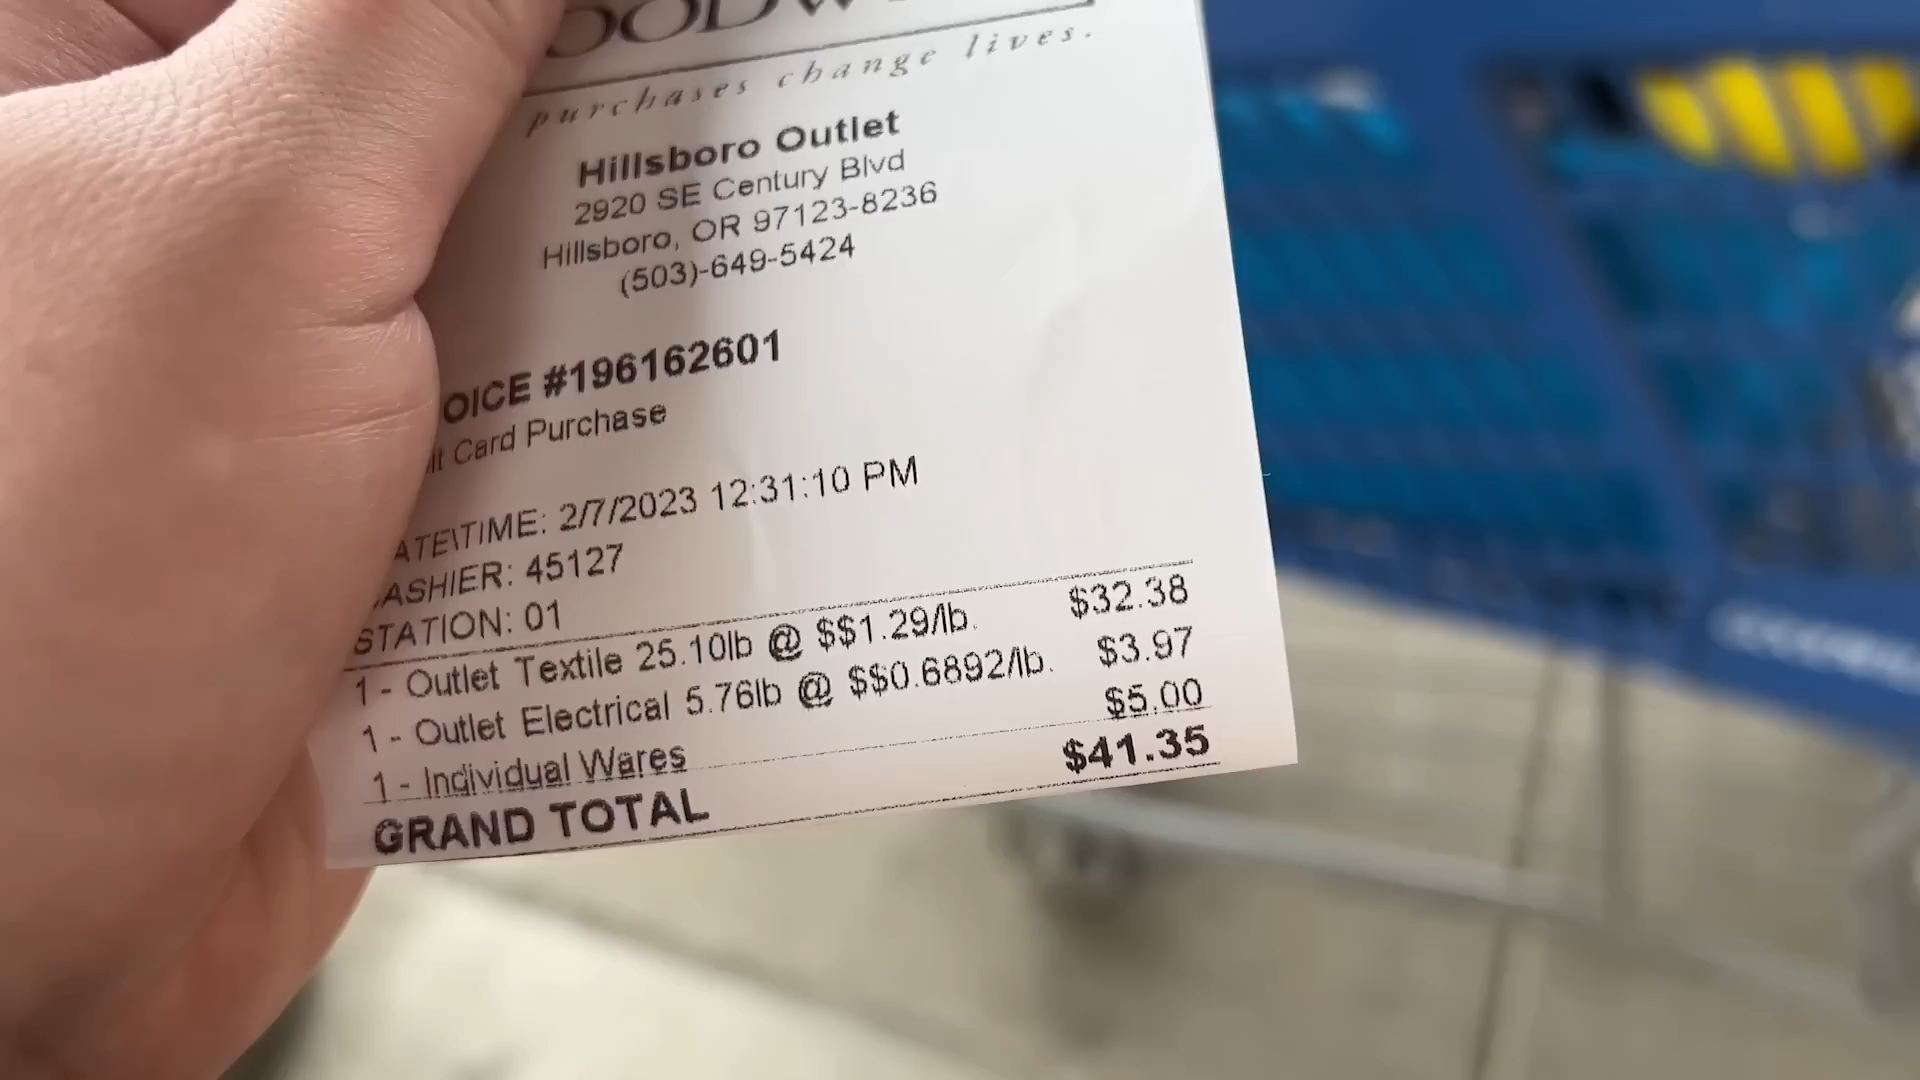 purchases change lives.
Hillsboro Outlet
2920 SE Century Blvd
Hillsboro, OR 97123-8236
(503)-649-5424
OICE #196162601
it Card Purchase
ATE\TIME: 2/7/2023 12:31:10 PM
ASHIER: 45127
STATION: 01
1 - Outlet Textile 25.10lb @ $$1.29/lb. $32.38
1 - Outlet Electrical 5.76lb @ $$0.6892/lb. $3.97
1 - Individual Wares $5.00
GRAND TOTAL $41.35